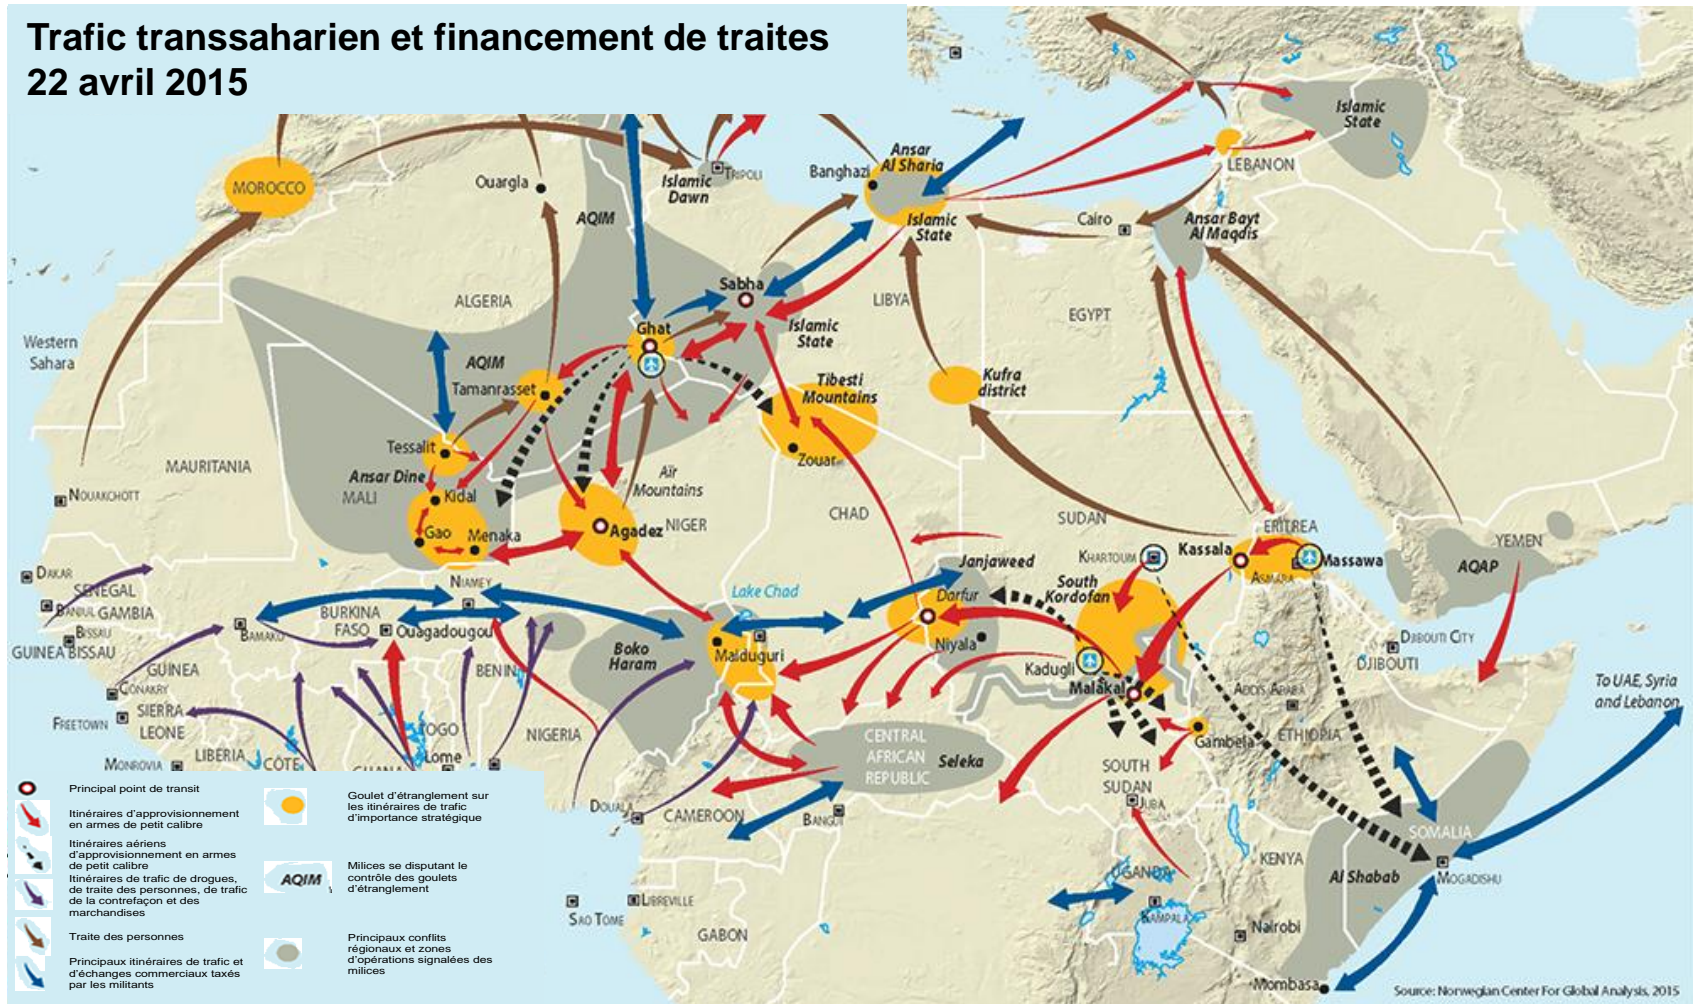 Trafic transsaharien et financement de traites
22 avril 2015
Islamic
State
Ansar
Al Sharia
Banghazi
LEBANON
MOROCCO
Ouargla
Islamic
Dawn
TRIPOLI
AQIM
Islamic
State
Cairo
Ansar Bayt
Al Maqdis
Sabha
ALGERIA
LIBYA
EGYPT
Western
Sahara
Ghat
Islamic
State
AQIM
Tamanrasset
Tibesti
Mountains
Kufra
district
Tessalit
Zouar
MAURITANIA
Ansar Dine
MALI
Kidal
Aïr
Mountains
NOUAKCHOTT
Gao
Menaka
Agadez
NIGER
CHAD
SUDAN
ERITREA
YEMEN
KHARTOUM
Kassala
Massawa
ASMARA
AQAP
Janjaweed
DAKAR
SENEGAL
NIAMEY
Lake Chad
Darfur
South
Kordofan
BANJUL
GAMBIA
BURKINA
FASO
Ouagadougou
BAMAKO
BISSAU
GUINEA BISSAU
Boko
Haram
Maiduguri
Niyala
Kadugli
DJIBOUTI CITY
DJIBOUTI
GUINEA
BENIN
Malakal
ADDIS ABABA
To UAE, Syria
and Lebanon
CONAKRY
SIERRA
LEONE
FREETOWN
TOGO
NIGERIA
CENTRAL
AFRICAN
REPUBLIC
Seleka
Gambela
ETHIOPIA
LIBERIA
CÔTE
Lome
MONROVIA
GHANA
SOUTH
SUDAN
JUBA
DOUALA
CAMEROON
BANGUI
SOMALIA
KENYA
UGANDA
Al Shabab
MOGADISHU
SAO TOME
LIBREVILLE
KAMPALA
GABON
Nairobi
Mombasa
Principal point de transit
Itinéraires d'approvisionnement
en armes de petit calibre
Itinéraires aériens
d'approvisionnement en armes
de petit calibre
Itinéraires de trafic de drogues,
de traite des personnes, de trafic
de la contrefaçon et des
marchandises
Traite des personnes
Principaux itinéraires de trafic et
d'échanges commerciaux taxés
par les militants
Goulet d'étranglement sur
les itinéraires de trafic
d'importance stratégique
AQIM
Milices se disputant le
contrôle des goulets
d'étranglement
Principaux conflits
régionaux et zones
d'opérations signalées des
milices
Source: Norwegian Center For Global Analysis, 2015